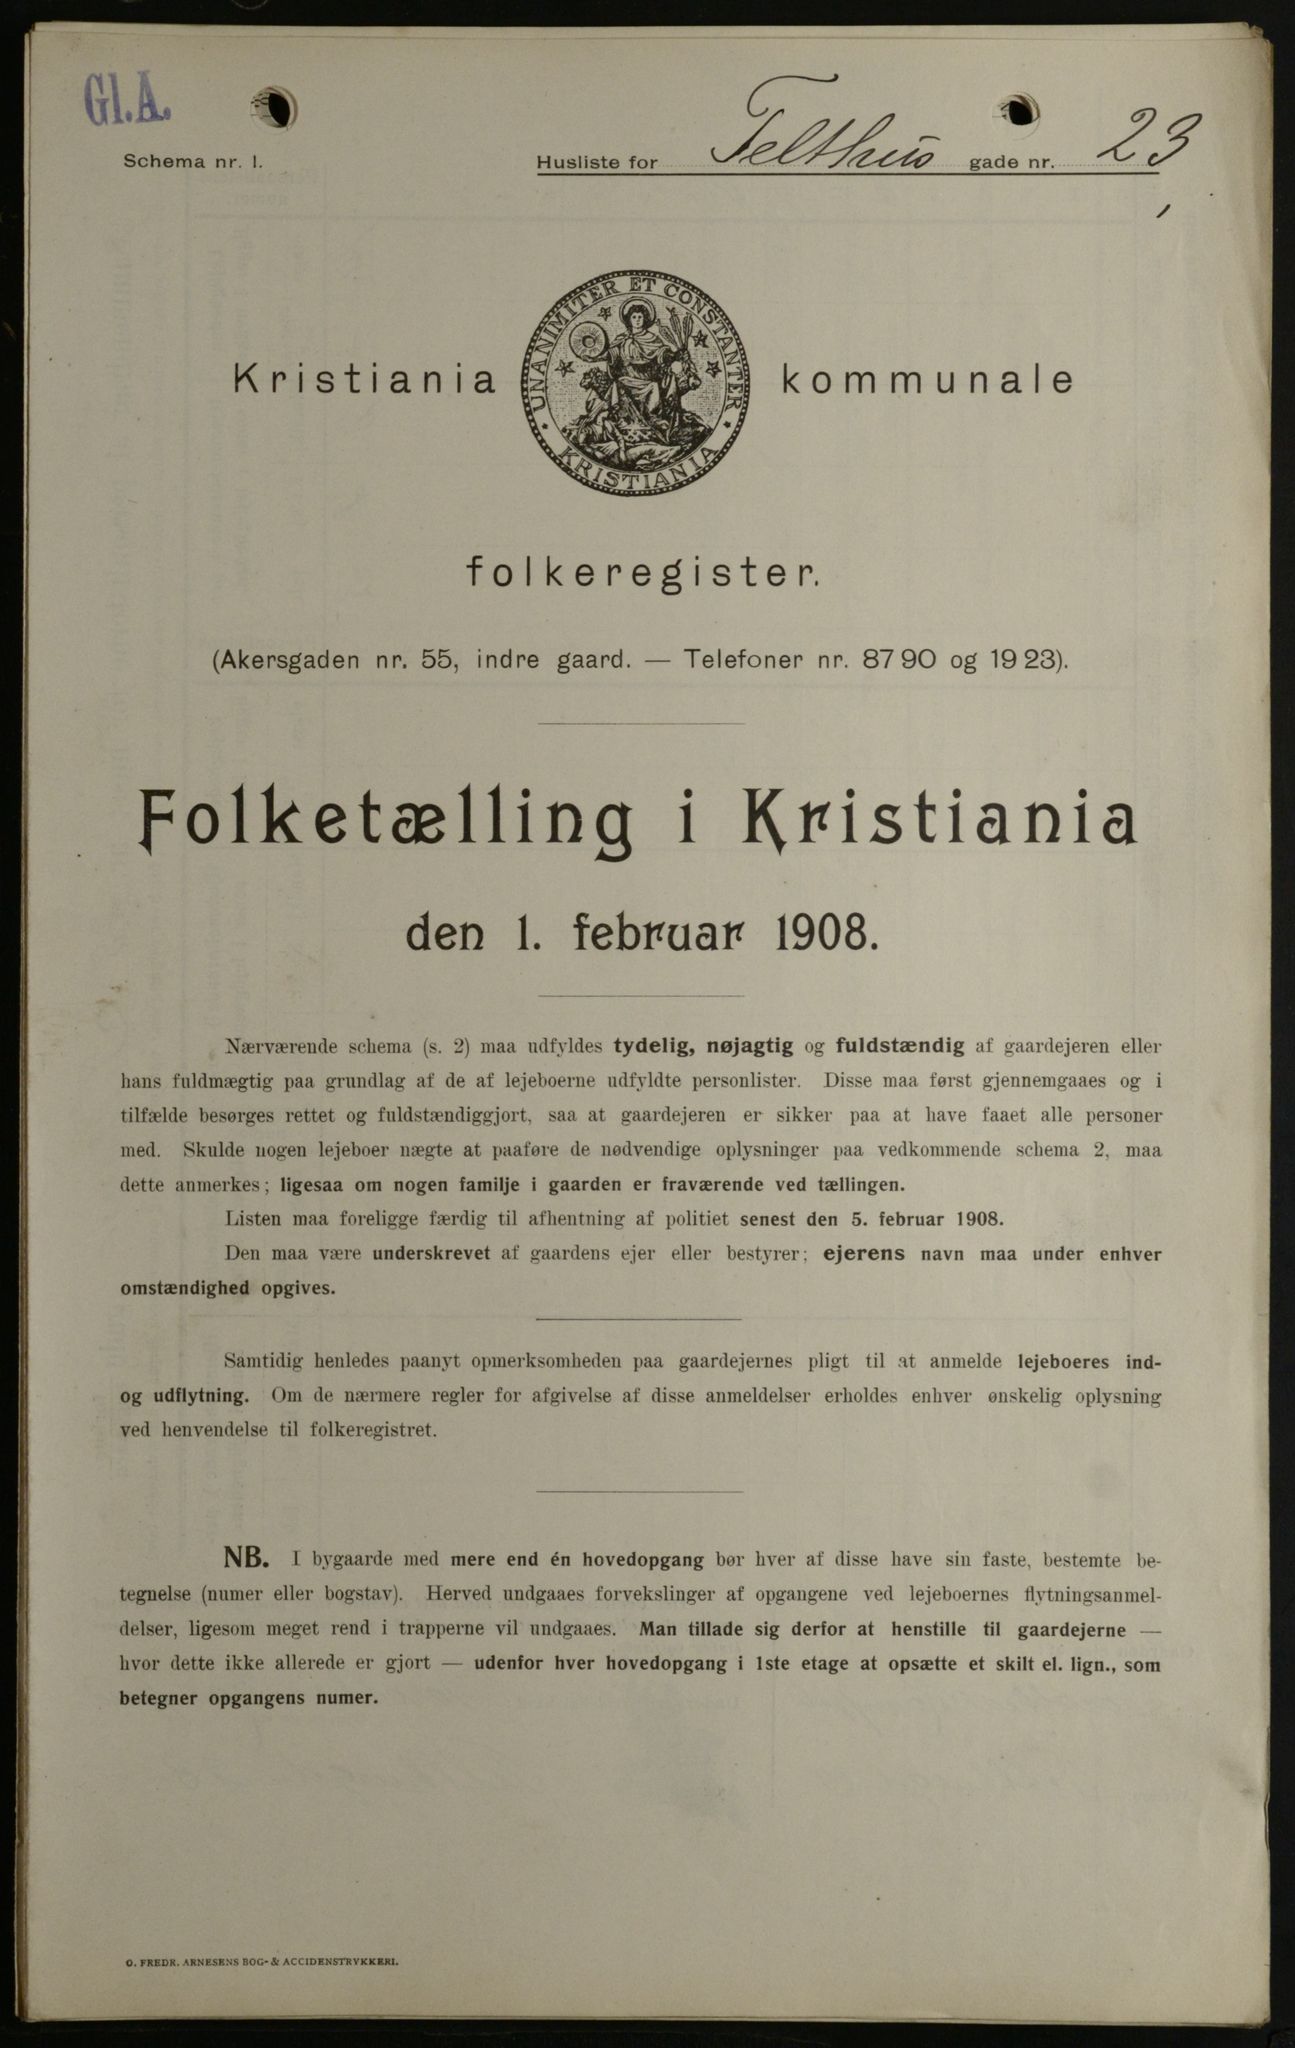 Gl.A.
Schema nr. 1.
Husliste for Telthus gade nr. 23
UNANIMITER ET CONSTANTER
KRISTIANIA
Kristiania kommunale
folkeregister.
(Akersgaden nr. 55, indre gaard. — Telefoner nr. 87 90 og 19 23).
Folketælling i Kristiania
den 1. februar 1908.
Nærværende schema (s. 2) maa udfyldes tydelig, nøjagtig og fuldstændig af gaardejeren eller
hans fuldmægtig paa grundlag af de af lejeboerne udfyldte personlister. Disse maa først gjennemgaaes og i
tilfælde besørges rettet og fuldstændiggjort, saa at gaardejeren er sikker paa at have faaet alle personer
med. Skulde nogen lejeboer nægte at paaføre de nødvendige oplysninger paa vedkommende schema 2, maa
dette anmerkes; ligesaa om nogen familje i gaarden er fraværende ved tællingen.
Listen maa foreligge færdig til afhentning af politiet senest den 5. februar 1908.
Den maa være underskrevet af gaardens ejer eller bestyrer; ejerens navn maa under enhver
omstændighed opgives.
Samtidig henledes paanyt opmerksomheden paa gaardejernes pligt til at anmelde lejeboeres ind-
og udflytning. Om de nærmere regler for afgivelse af disse anmeldelser erholdes enhver ønskelig oplysning
ved henvendelse til folkeregistret.
NB. I bygaarde med mere end én hovedopgang bør hver af disse have sin faste, bestemte be-
tegnelse (numer eller bogstav). Herved undgaaes forvekslinger af opgangene ved lejeboernes flytningsanmel-
delser, ligesom meget rend i trapperne vil undgaaes. Man tillade sig derfor at henstille til gaardejerne —
hvor dette ikke allerede er gjort — udenfor hver hovedopgang i 1ste etage at opsætte et skilt el. lign., som
betegner opgangens numer.
O. FREDR. ARNESENS BOG- & ACCIDENSTRYKKERI.